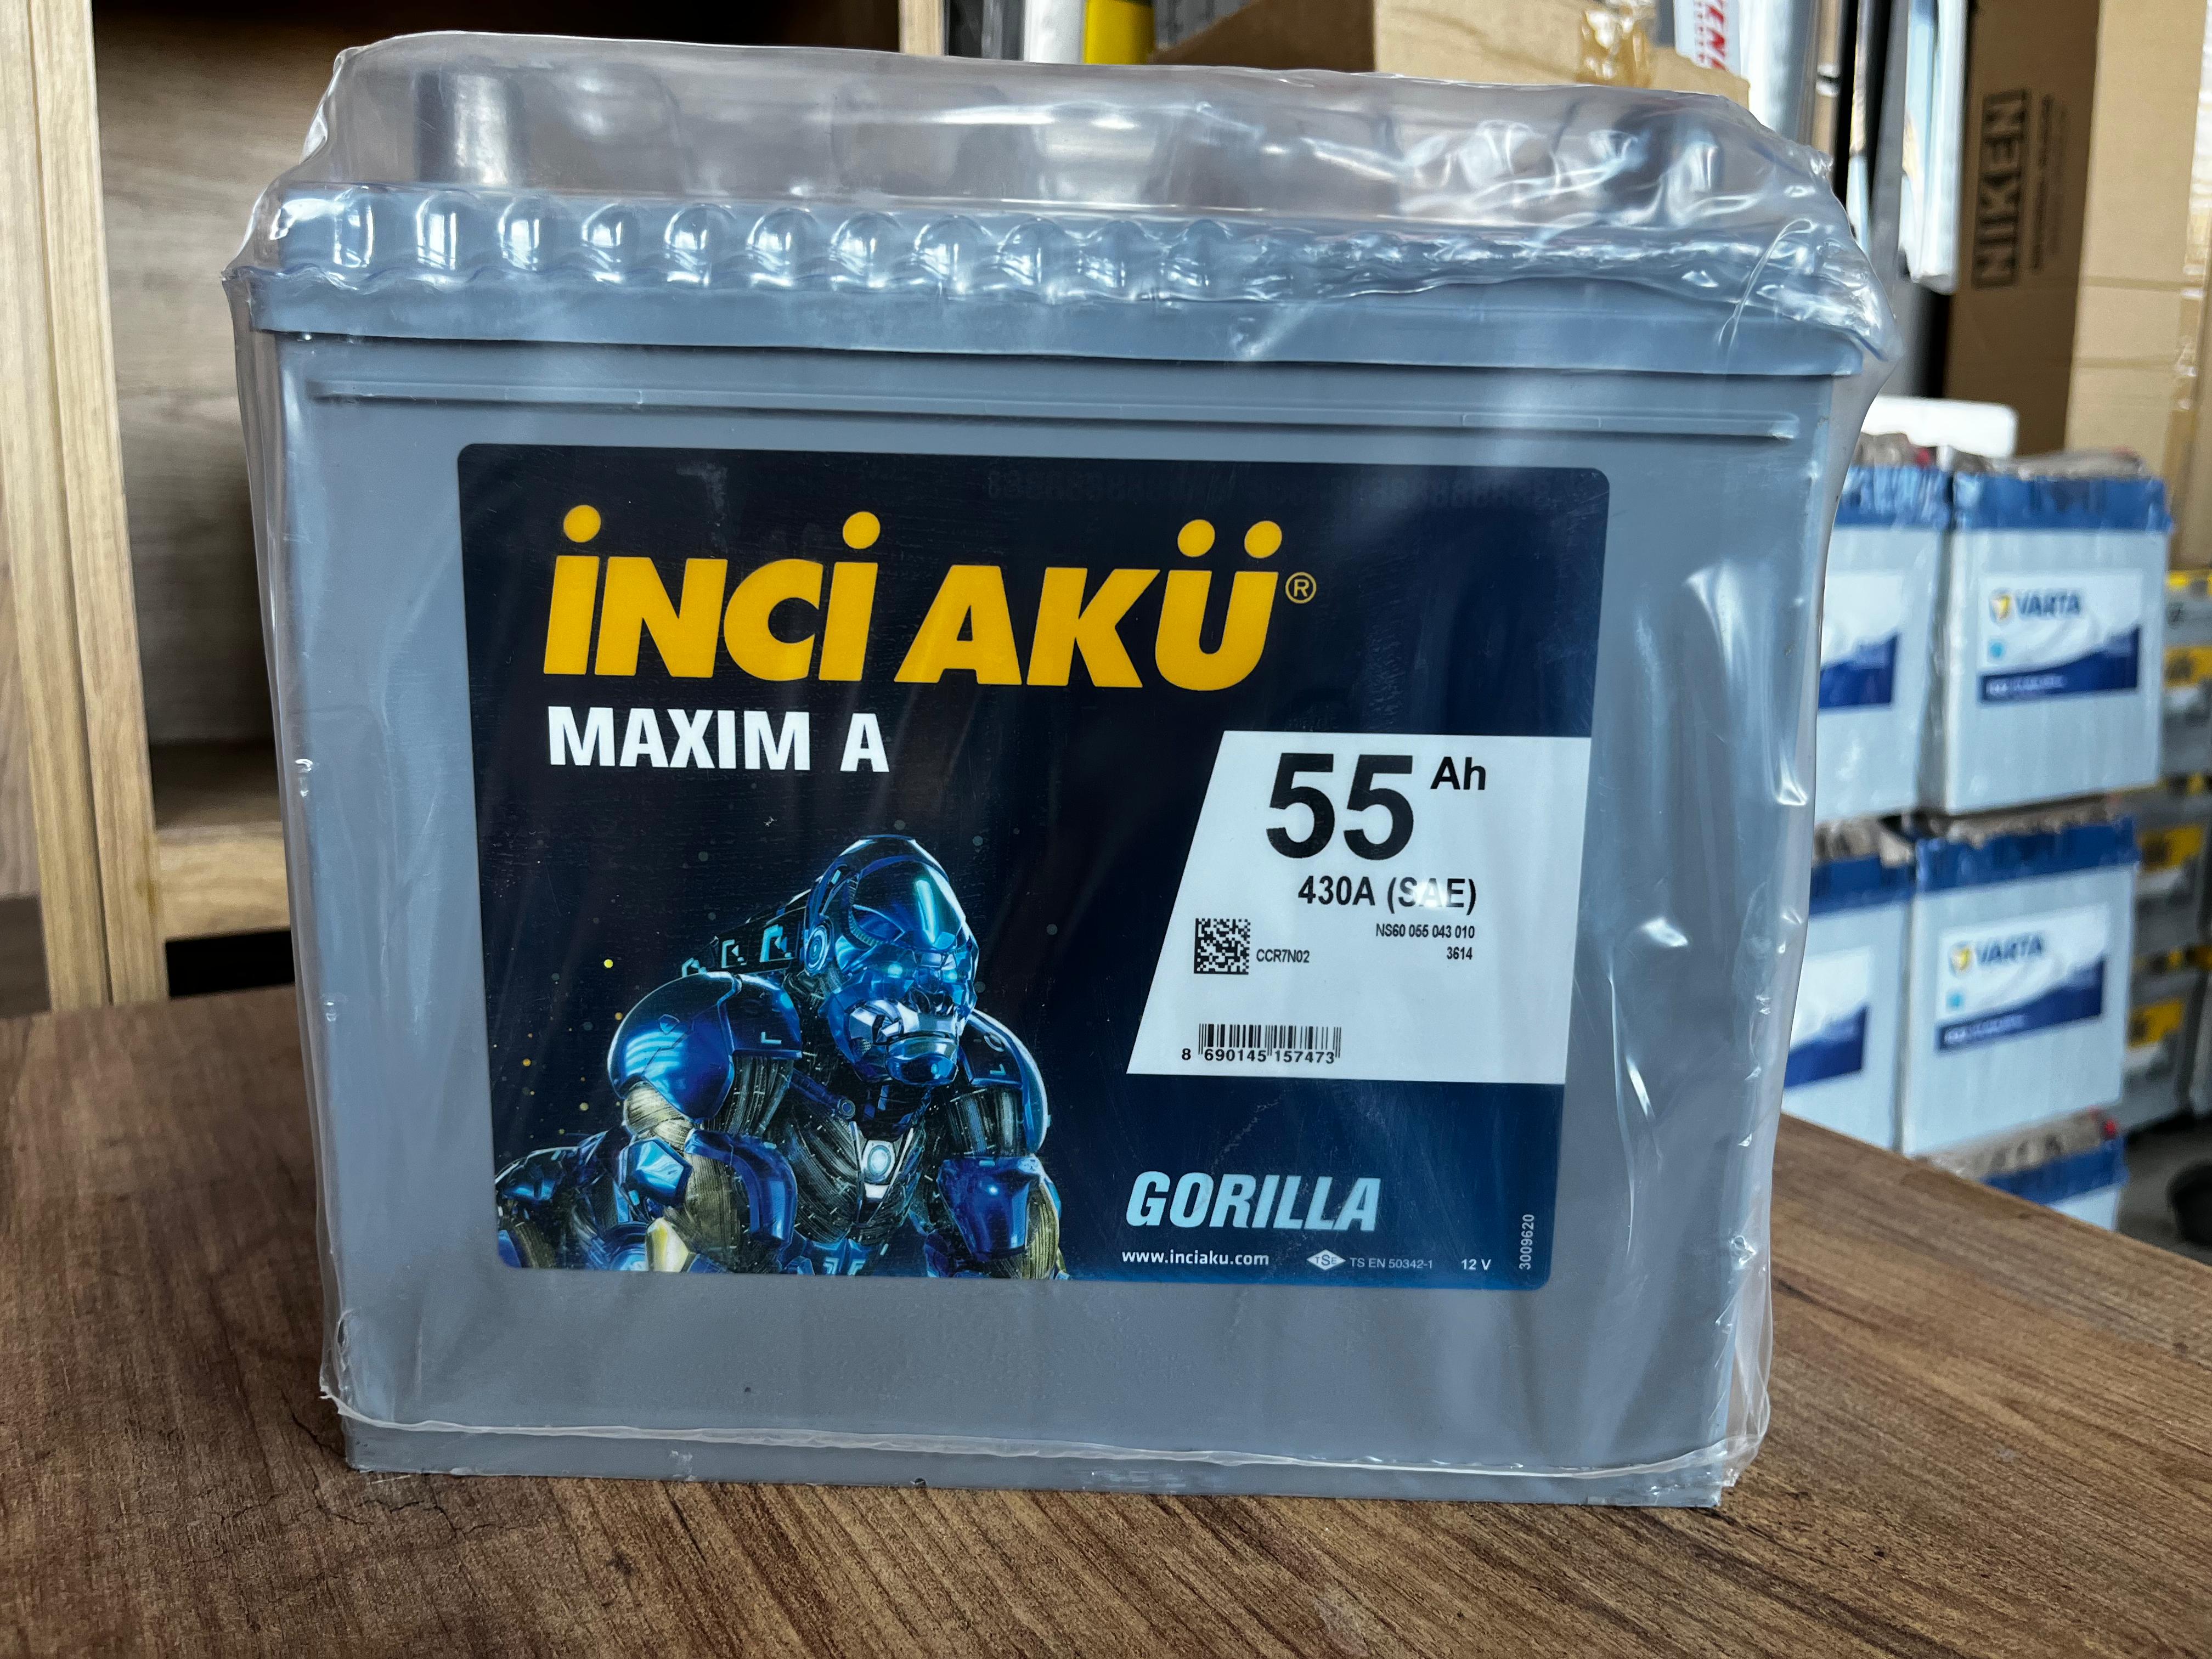 İNCİ AKÜ®
MAXIM A
55 Ah
430A (SAE)
NS60 055 043 010
CCR7N02 3614
8 690145 157473
GORILLA
www.inciaku.com TSE TS EN 50342-1 12 V
3009620
NIKEN
VARTA
VARTA